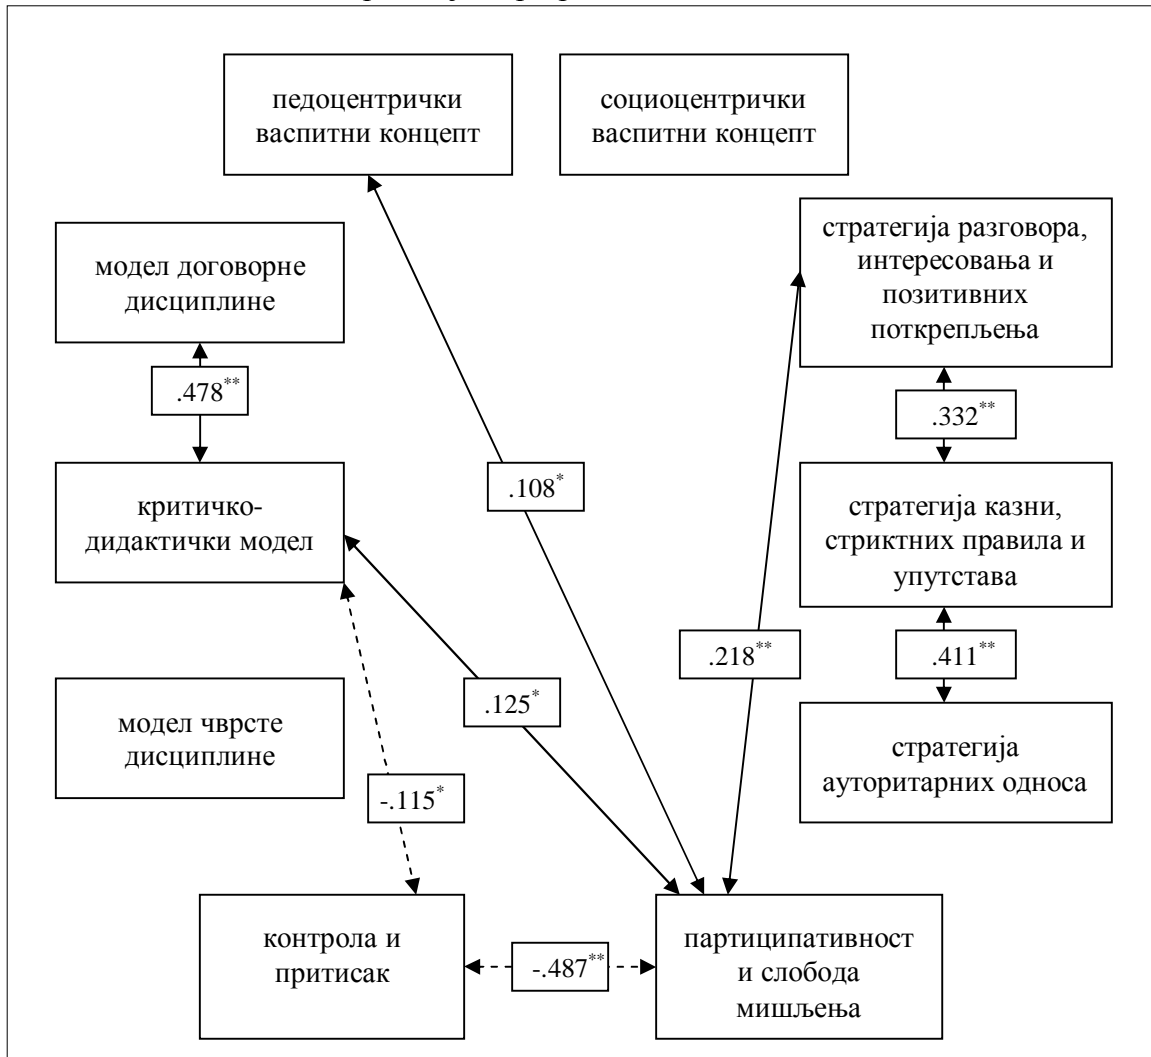 педоцентрички
васпитни концепт
социоцентрички
васпитни концепт
модел договорне
дисциплине
стратегија разговора,
интересовања и
позитивних
поткрепљења
.478**
.332**
критичко-
дидактички модел
.108*
стратегија казни,
стриктних правила и
упутстава
.218**
.411**
модел чврсте
дисциплине
.125*
стратегија
ауторитарних односа
-.115*
контрола и
притисак
-.487**
партиципативност
и слобода
мишљења